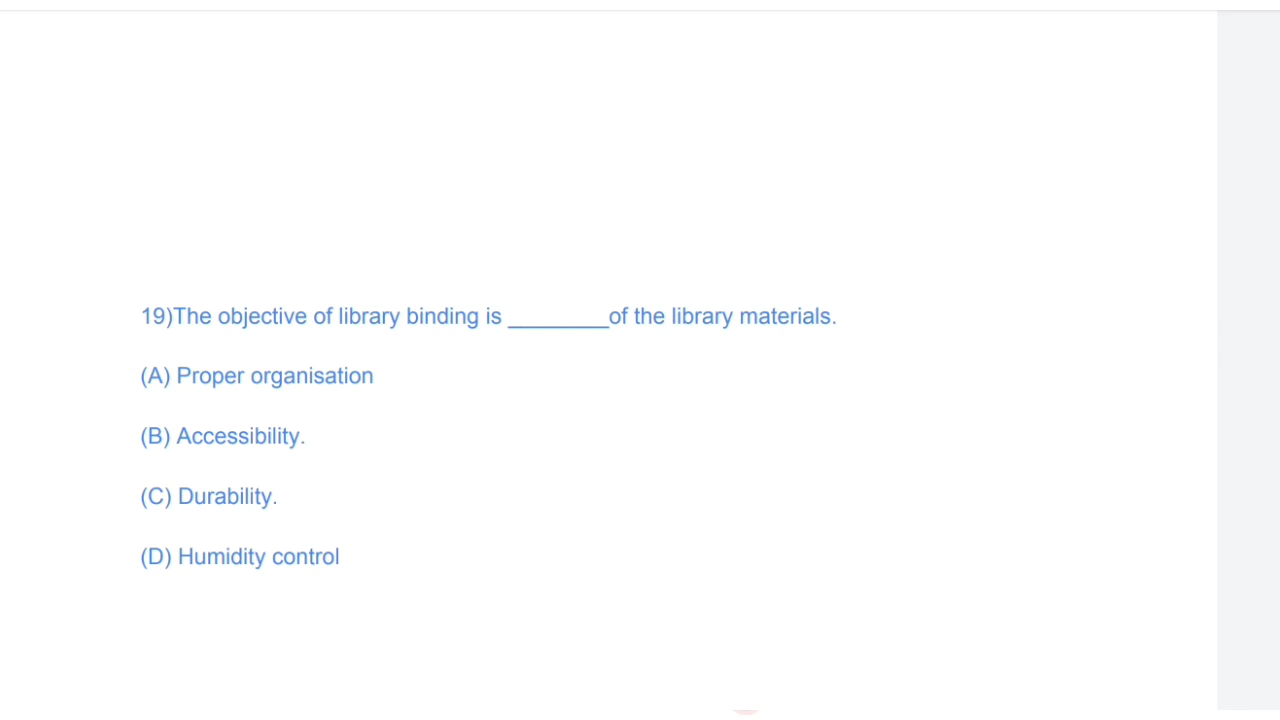 19)The objective of library binding is ________of the library materials.
(A) Proper organisation
(B) Accessibility.
(C) Durability.
(D) Humidity control